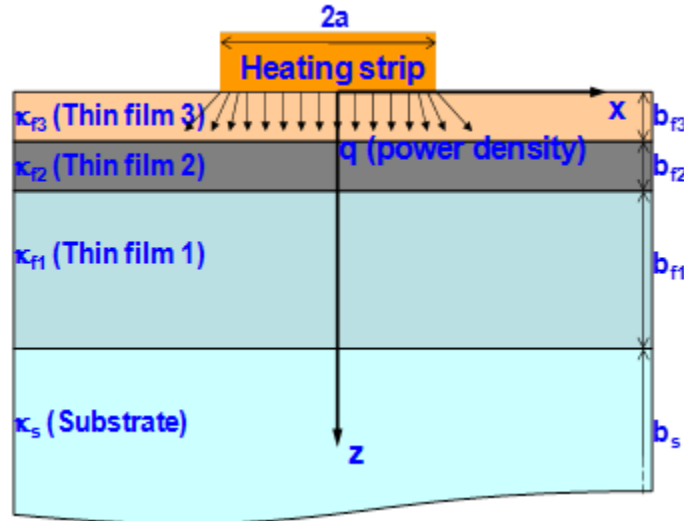 2a
Heating strip
κf3 (Thin film 3)
x
bf3
q (power density)
κf2 (Thin film 2)
bf2
κf1 (Thin film 1)
bf1
κs (Substrate)
bs
z